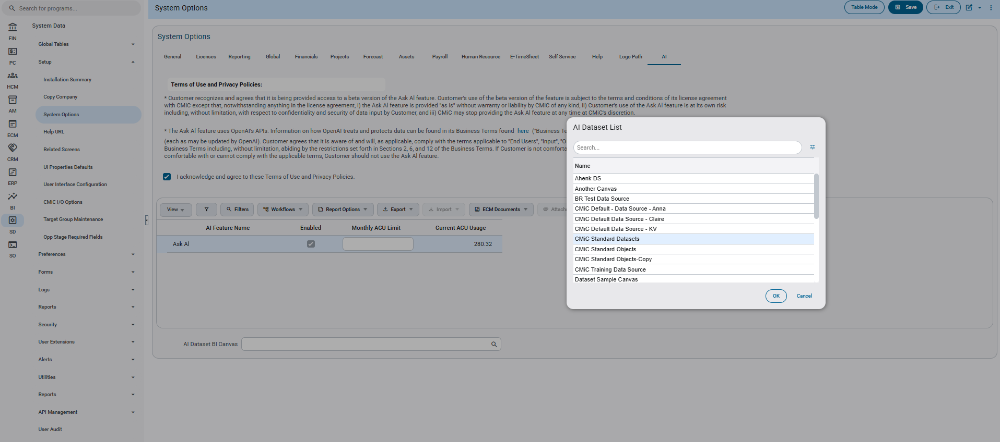 Search for programs...
System Options
Table Mode
Save
Exit
FIN
PC
HCM
AM
ECM
CRM
ERP
BI
SD
SO
System Data
Global Tables
Setup
Installation Summary
Copy Company
System Options
Help URL
Related Screens
UI Properties Defaults
User Interface Configuration
CMiC I/O Options
Target Group Maintenance
Opp Stage Required Fields
Preferences
Forms
Logs
Reports
Security
User Extensions
Alerts
Utilities
Reports
API Management
User Audit
System Options
General Licenses Reporting Global Financials Projects Forecast Assets Payroll Human Resource E-TimeSheet Self Service Help Logo Path AI
Terms of Use and Privacy Policies:
* Customer recognizes and agrees that it is being provided access to a beta version of the Ask AI feature. Customer's use of the beta version of the feature is subject to the terms and conditions of its license agreement
with CMiC except that, notwithstanding anything in the license agreement, i) the Ask AI feature is provided "as is" without warranty or liability by CMiC of any kind, ii) Customer's use of the Ask AI feature is at its own risk
including, without limitation, with respect to confidentiality and security of data input by Customer, and iii) CMiC may stop providing the Ask AI feature at any time at CMiC's discretion.
* The Ask AI feature uses OpenAI's APIs. Information on how OpenAI treats and protects data can be found in its Business Terms found here ("Business Te
(each as may be updated by OpenAI). Customer agrees that it is aware of and will, as applicable, comply with the terms applicable to "End Users", "Input", "O
Business Terms including, without limitation, abiding by the restrictions set forth in Sections 2, 6, and 12 of the Business Terms. If Customer is not comforta
comfortable with or cannot comply with the applicable terms, Customer should not use the Ask AI feature.
I acknowledge and agree to these Terms of Use and Privacy Policies.
View Filters Workflows Report Options Export Import ECM Documents Attach
AI Feature Name Enabled Monthly ACU Limit Current ACU Usage
Ask AI 280.32
AI Dataset BI Canvas
AI Dataset List
Search...
Name
Ahenk DS
Another Canvas
BR Test Data Source
CMiC Default - Data Source - Anna
CMiC Default Data Source - Claire
CMiC Default Data Source - KV
CMiC Standard Datasets
CMiC Standard Objects
CMiC Standard Objects-Copy
CMiC Training Data Source
Dataset Sample Canvas
OK Cancel